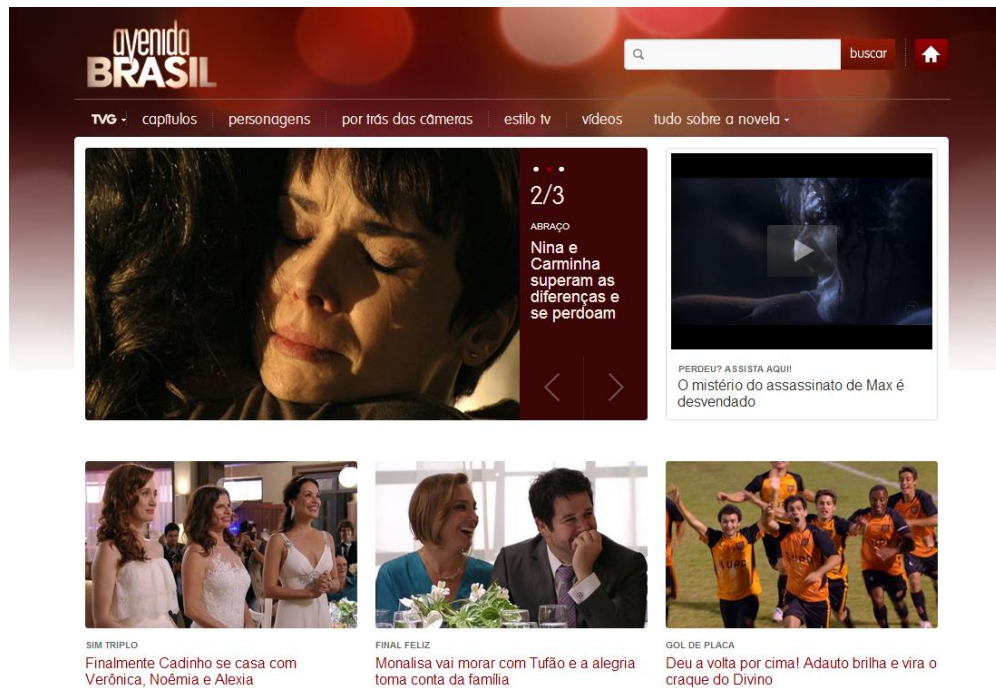 avenida
BRASIL
buscar
TVG
capítulos
personagens
por trás das câmeras
estilo tv
vídeos
tudo sobre a novela
2/3
ABRAÇO
Nina e
Carminha
superam as
diferenças e
se perdoam
PERDEU? ASSISTA AQUI!
O mistério do assassinato de Max é
desvendado
SIM TRIPLO
Finalmente Cadinho se casa com
Verônica, Noêmia e Alexia
FINAL FELIZ
Monalisa vai morar com Tufão e a alegria
toma conta da família
LUPO
GOL DE PLACA
Deu a volta por cima! Adauto brilha e vira o
craque do Divino